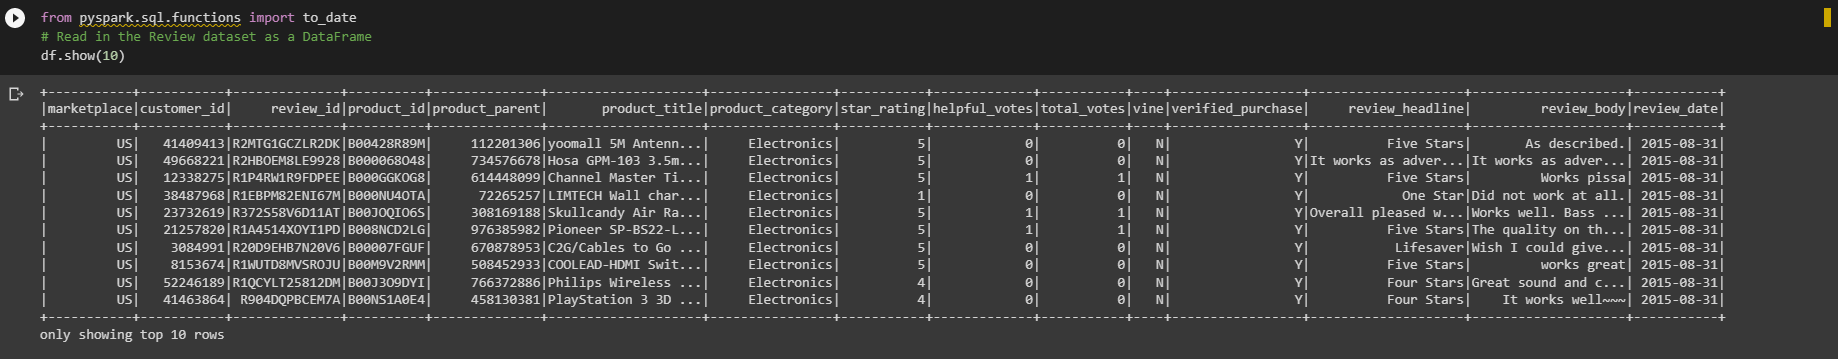 from pyspark.sql.functions import to_date
# Read in the Review dataset as a DataFrame
df.show(10)
+-----------+-----------+--------------+----------+--------------+--------------------+----------------+-----------+-------------+-----------+----+-----------------+--------------------+--------------------+-----------+
|marketplace|customer_id|     review_id|product_id|product_parent|       product_title|product_category|star_rating|helpful_votes|total_votes|vine|verified_purchase|     review_headline|         review_body|review_date|
+-----------+-----------+--------------+----------+--------------+--------------------+----------------+-----------+-------------+-----------+----+-----------------+--------------------+--------------------+-----------+
|         US|   41409413|R2MTG1GCZLR2DK|B00428R89M|     112201306|yoomall 5M Antenn...|     Electronics|          5|            0|          0|   N|                Y|          Five Stars|       As described.| 2015-08-31|
|         US|   49668221|R2HBOEM8LE9928|B000068O48|     734576678|Hosa GPM-103 3.5m...|     Electronics|          5|            0|          0|   N|                Y|It works as adver...|It works as adver...| 2015-08-31|
|         US|   12338275|R1P4RW1R9FDPEE|B000GGKOG8|     614448099|Channel Master Ti...|     Electronics|          5|            1|          1|   N|                Y|          Five Stars|         Works pissa| 2015-08-31|
|         US|   38487968|R1EBPM82ENI67M|B000NU4OTA|      72265257|LIMTECH Wall char...|     Electronics|          1|            0|          0|   N|                Y|            One Star|Did not work at all.| 2015-08-31|
|         US|   23732619|R372S58V6D11AT|B00JOQIO6S|     308169188|Skullcandy Air Ra...|     Electronics|          5|            1|          1|   N|                Y|Overall pleased w...|Works well. Bass ...| 2015-08-31|
|         US|   21257820|R1A4514XOYI1PD|B008NCD2LG|     976385982|Pioneer SP-BS22-L...|     Electronics|          5|            1|          1|   N|                Y|          Five Stars|The quality on th...| 2015-08-31|
|         US|    3084991|R20D9EHB7N20V6|B00007FGUF|     670878953|C2G/Cables to Go ...|     Electronics|          5|            0|          0|   N|                Y|           Lifesaver|Wish I could give...| 2015-08-31|
|         US|    8153674|R1WUTD8MVSROJU|B00M9V2RMM|     508452933|COOLEAD-HDMI Swit...|     Electronics|          5|            0|          0|   N|                Y|          Five Stars|         works great| 2015-08-31|
|         US|   52246189|R1QCYLT25812DM|B00J3O9DYI|     766372886|Philips Wireless ...|     Electronics|          4|            0|          0|   N|                Y|          Four Stars|Great sound and c...| 2015-08-31|
|         US|   41463864| R904DQPBCEM7A|B00NS1A0E4|     458130381|PlayStation 3 3D ...|     Electronics|          4|            0|          0|   N|                Y|          Four Stars|    It works well~~~| 2015-08-31|
+-----------+-----------+--------------+----------+--------------+--------------------+----------------+-----------+-------------+-----------+----+-----------------+--------------------+--------------------+-----------+
only showing top 10 rows